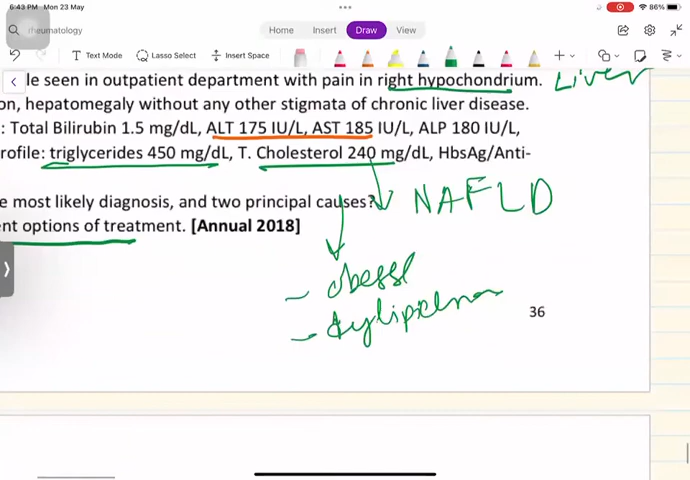 6:43 PM Mon 23 May
86%
rheumatology
Home Insert Draw View
Text Mode Lasso Select Insert Space
le seen in outpatient department with pain in right hypochondrium. Liver
on, hepatomegaly without any other stigmata of chronic liver disease.
: Total Bilirubin 1.5 mg/dL, ALT 175 IU/L, AST 185 IU/L, ALP 180 IU/L,
rofile: triglycerides 450 mg/dL, T. Cholesterol 240 mg/dL, HbsAg/Anti-
e most likely diagnosis, and two principal causes? NAFLD
nt options of treatment. [Annual 2018]
36